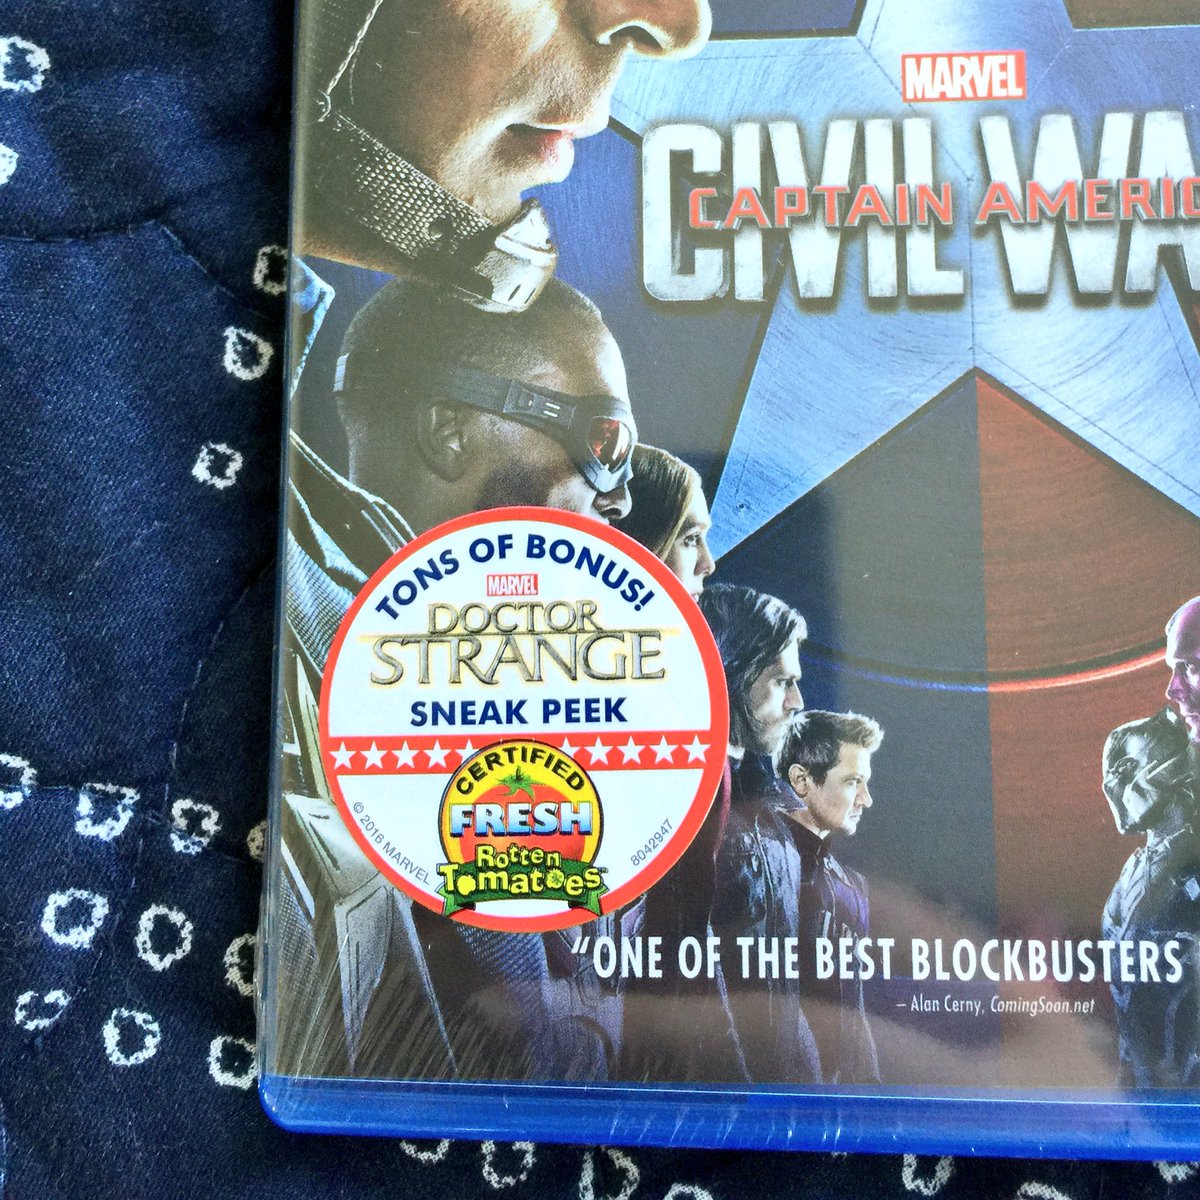 MARVEL
CIVIL WA
CAPTAIN AMERIC
TONS OF BONUS!
MARVEL
DOCTOR
STRANGE
SNEAK PEEK
CERTIFIED
FRESH
Rotten
Tomatoes
© 2016 MARVEL
8042947
"ONE OF THE BEST BLOCKBUSTERS
– Alan Cerny, ComingSoon.net